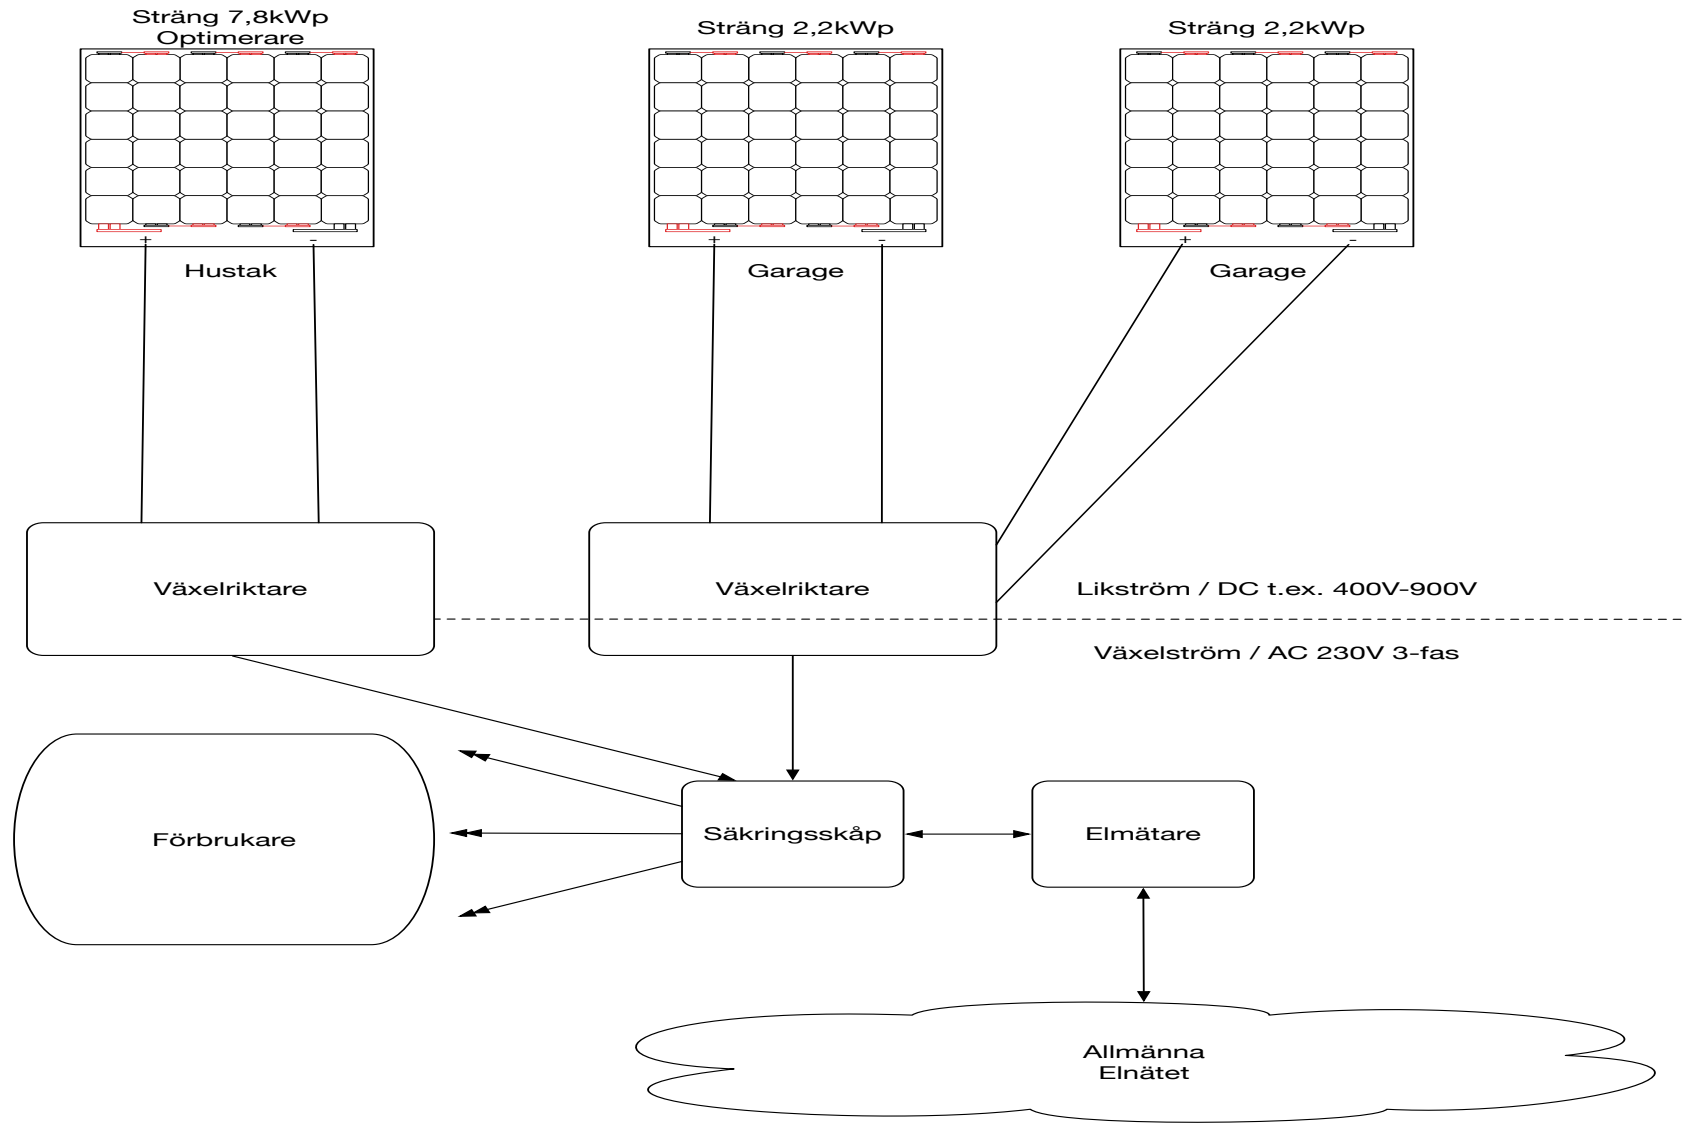 Sträng 7,8kWp
Optimerare
Sträng 2,2kWp
Sträng 2,2kWp
+ -
+ -
+ -
Hustak
Garage
Garage
Växelriktare
Växelriktare
Likström / DC t.ex. 400V-900V
Växelström / AC 230V 3-fas
Förbrukare
Säkringsskåp
Elmätare
Allmänna
Elnätet